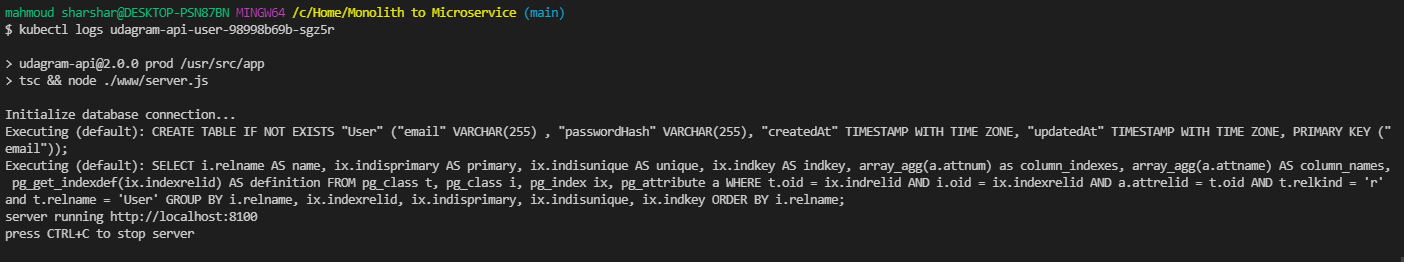 mahmoud sharshar@DESKTOP-PSN87BN MINGW64 /c/Home/Monolith to Microservice (main)
$ kubectl logs udagram-api-user-98998b69b-sgz5r
> udagram-api@2.0.0 prod /usr/src/app
> tsc && node ./www/server.js
Initialize database connection...
Executing (default): CREATE TABLE IF NOT EXISTS "User" ("email" VARCHAR(255) , "passwordHash" VARCHAR(255), "createdAt" TIMESTAMP WITH TIME ZONE, "updatedAt" TIMESTAMP WITH TIME ZONE, PRIMARY KEY ("
email"));
Executing (default): SELECT i.relname AS name, ix.indisprimary AS primary, ix.indisunique AS unique, ix.indkey AS indkey, array_agg(a.attnum) as column_indexes, array_agg(a.attname) AS column_names,
pg_get_indexdef(ix.indexrelid) AS definition FROM pg_class t, pg_class i, pg_index ix, pg_attribute a WHERE t.oid = ix.indrelid AND i.oid = ix.indexrelid AND a.attrelid = t.oid AND t.relkind = 'r'
and t.relname = 'User' GROUP BY i.relname, ix.indexrelid, ix.indisprimary, ix.indisunique, ix.indkey ORDER BY i.relname;
server running http://localhost:8100
press CTRL+C to stop server